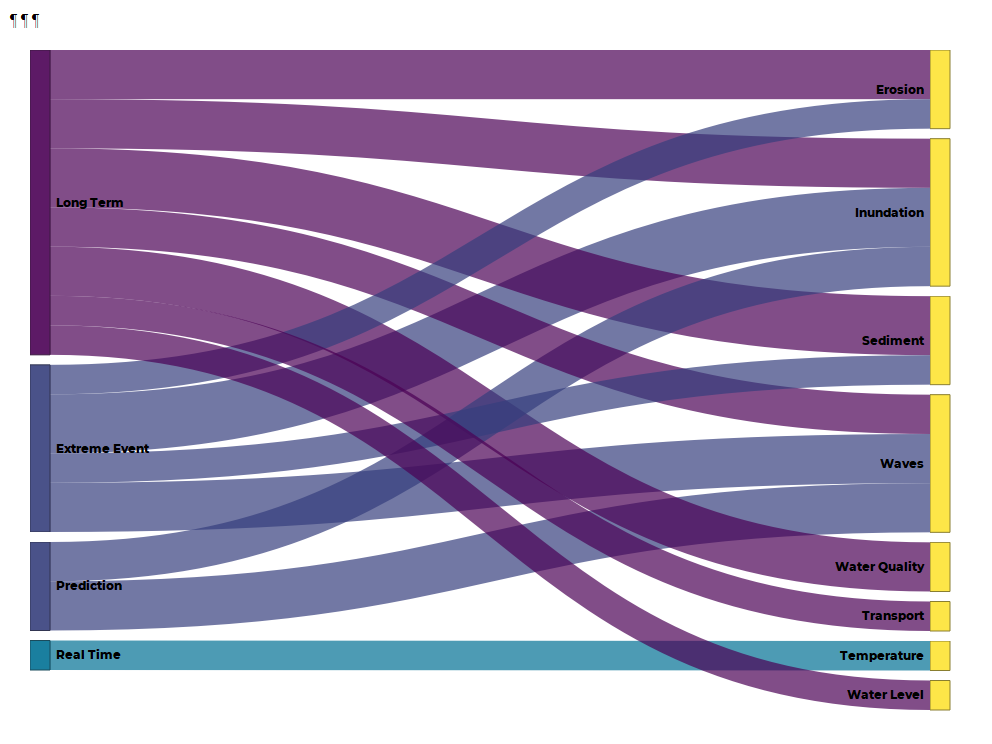 ¶ ¶ ¶
Erosion
Long Term
Inundation
Sediment
Extreme Event
Waves
Water Quality
Prediction
Transport
Real Time
Temperature
Water Level